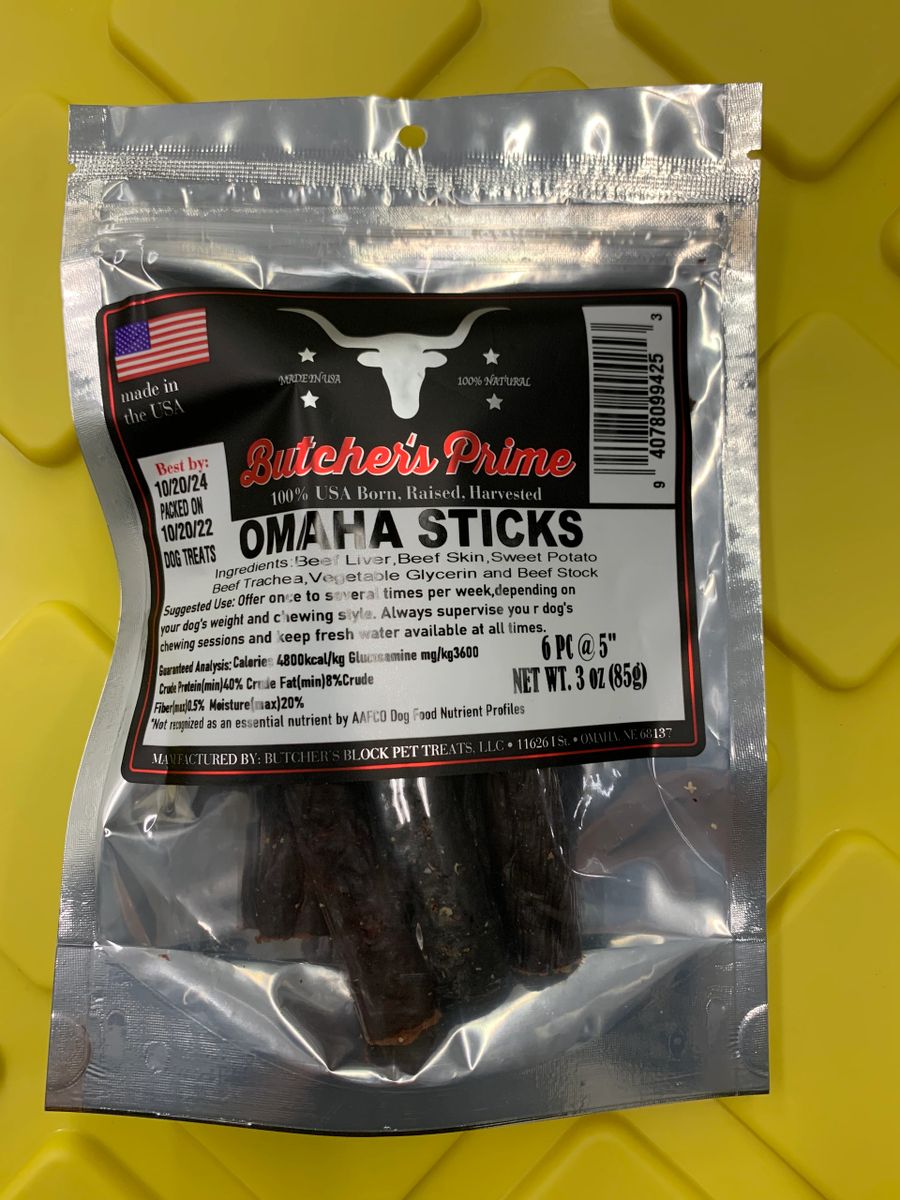 made in
the USA
MADE IN USA
100% NATURAL
9 4078099425 3
Butcher's Prime
100% USA Born, Raised, Harvested
Best by:
10/20/24
PACKED ON
10/20/22
DOG TREATS
OMAHA STICKS
Ingredients:Beef Liver,Beef Skin,Sweet Potato
Beef Trachea,Vegetable Glycerin and Beef Stock
Suggested Use: Offer once to several times per week,depending on
your dog's weight and chewing style. Always supervise you r dog's
chewing sessions and keep fresh water available at all times.
Guaranteed Analysis: Calories 4800kcal/kg Glucosamine mg/kg3600
Crude Protein(min)40% Crude Fat(min)8%Crude
Fiber(max)0.5% Moisture(max)20%
*Not recognized as an essential nutrient by AAFCO Dog Food Nutrient Profiles
6 PC @ 5"
NET WT. 3 OZ (85g)
MANUFACTURED BY: BUTCHER'S BLOCK PET TREATS, LLC • 11626 I St. • OMAHA, NE 68137